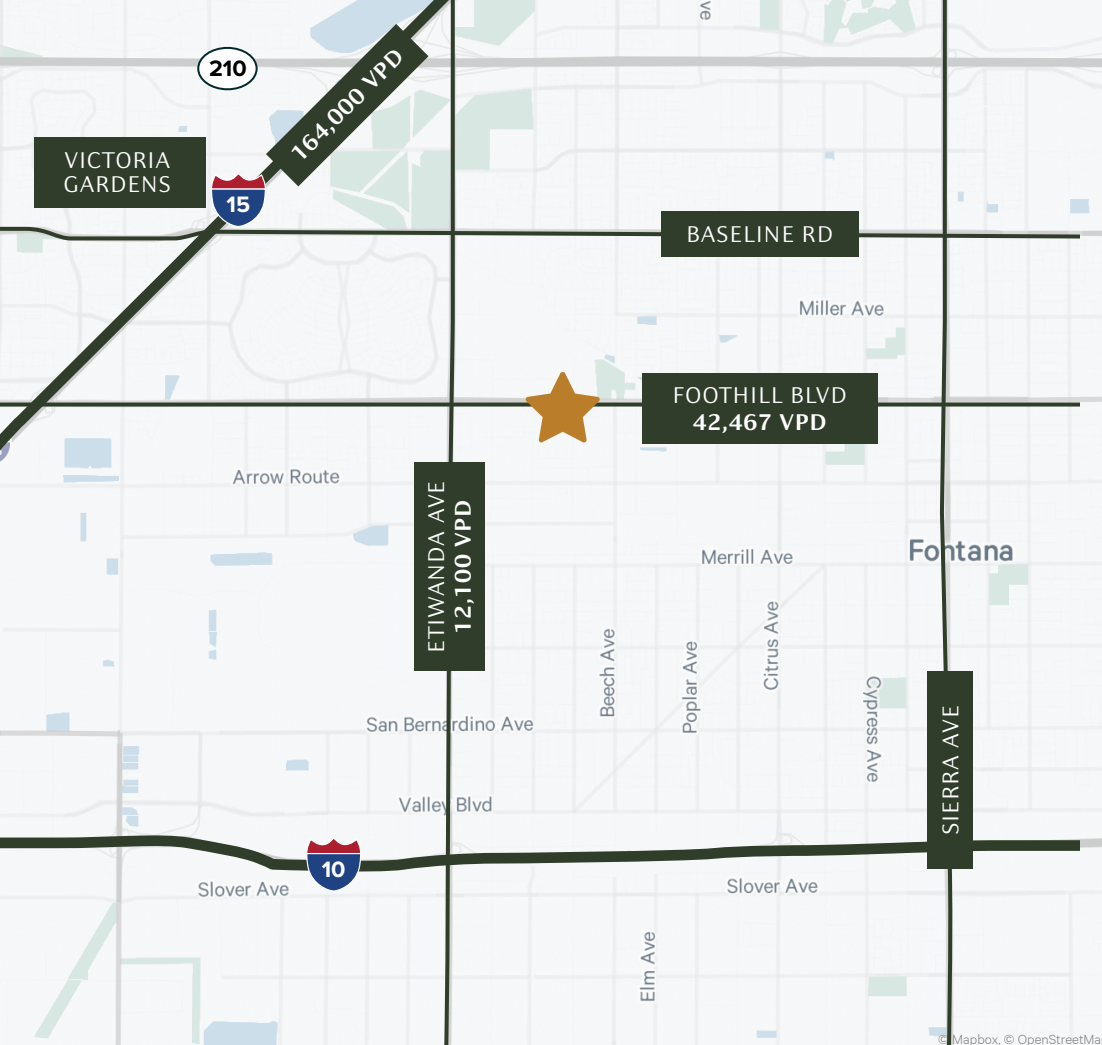 ve
210
164,000 VPD
VICTORIA
GARDENS
15
BASELINE RD
Miller Ave
FOOTHILL BLVD
42,467 VPD
Arrow Route
ETIWANDA AVE
12,100 VPD
Merrill Ave
Fontana
Beech Ave
Poplar Ave
Citrus Ave
Cypress Ave
San Bernardino Ave
SIERRA AVE
Valley Blvd
10
Slover Ave
Slover Ave
Elm Ave
© Mapbox, © OpenStreetMa